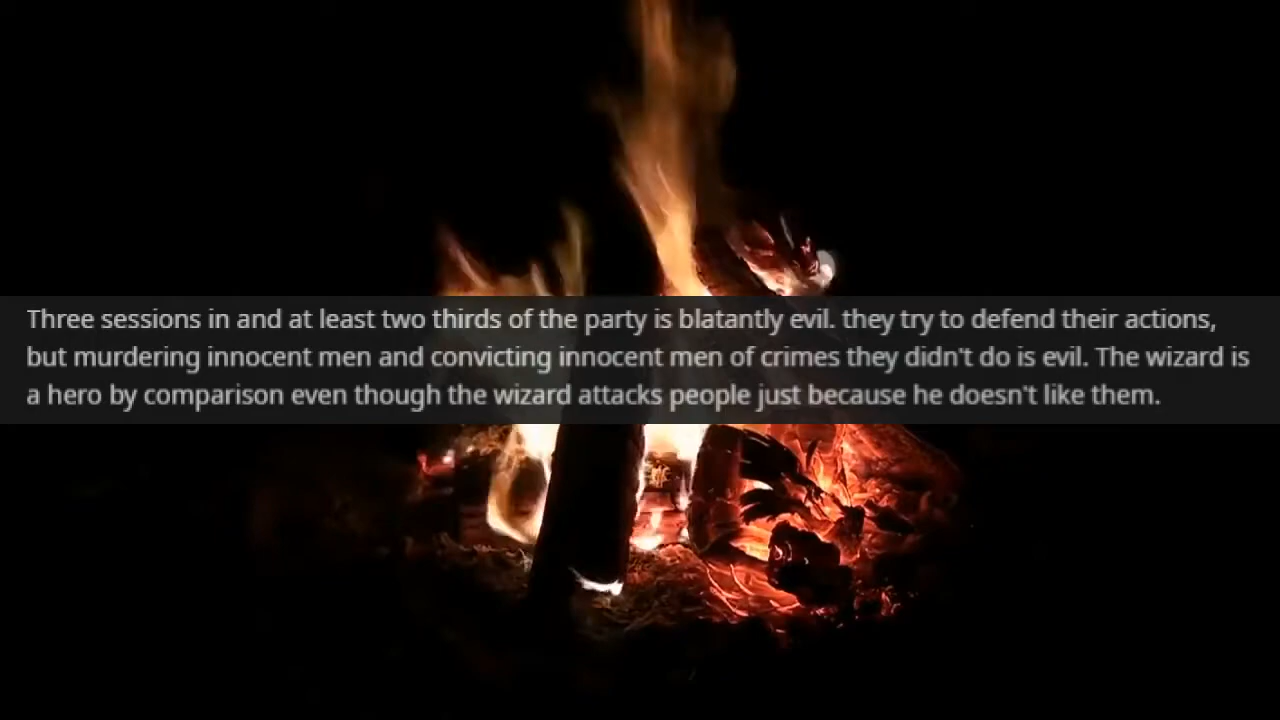 Three sessions in and at least two thirds of the party is blatantly evil. they try to defend their actions,
but murdering innocent men and convicting innocent men of crimes they didn't do is evil. The wizard is
a hero by comparison even though the wizard attacks people just because he doesn't like them.